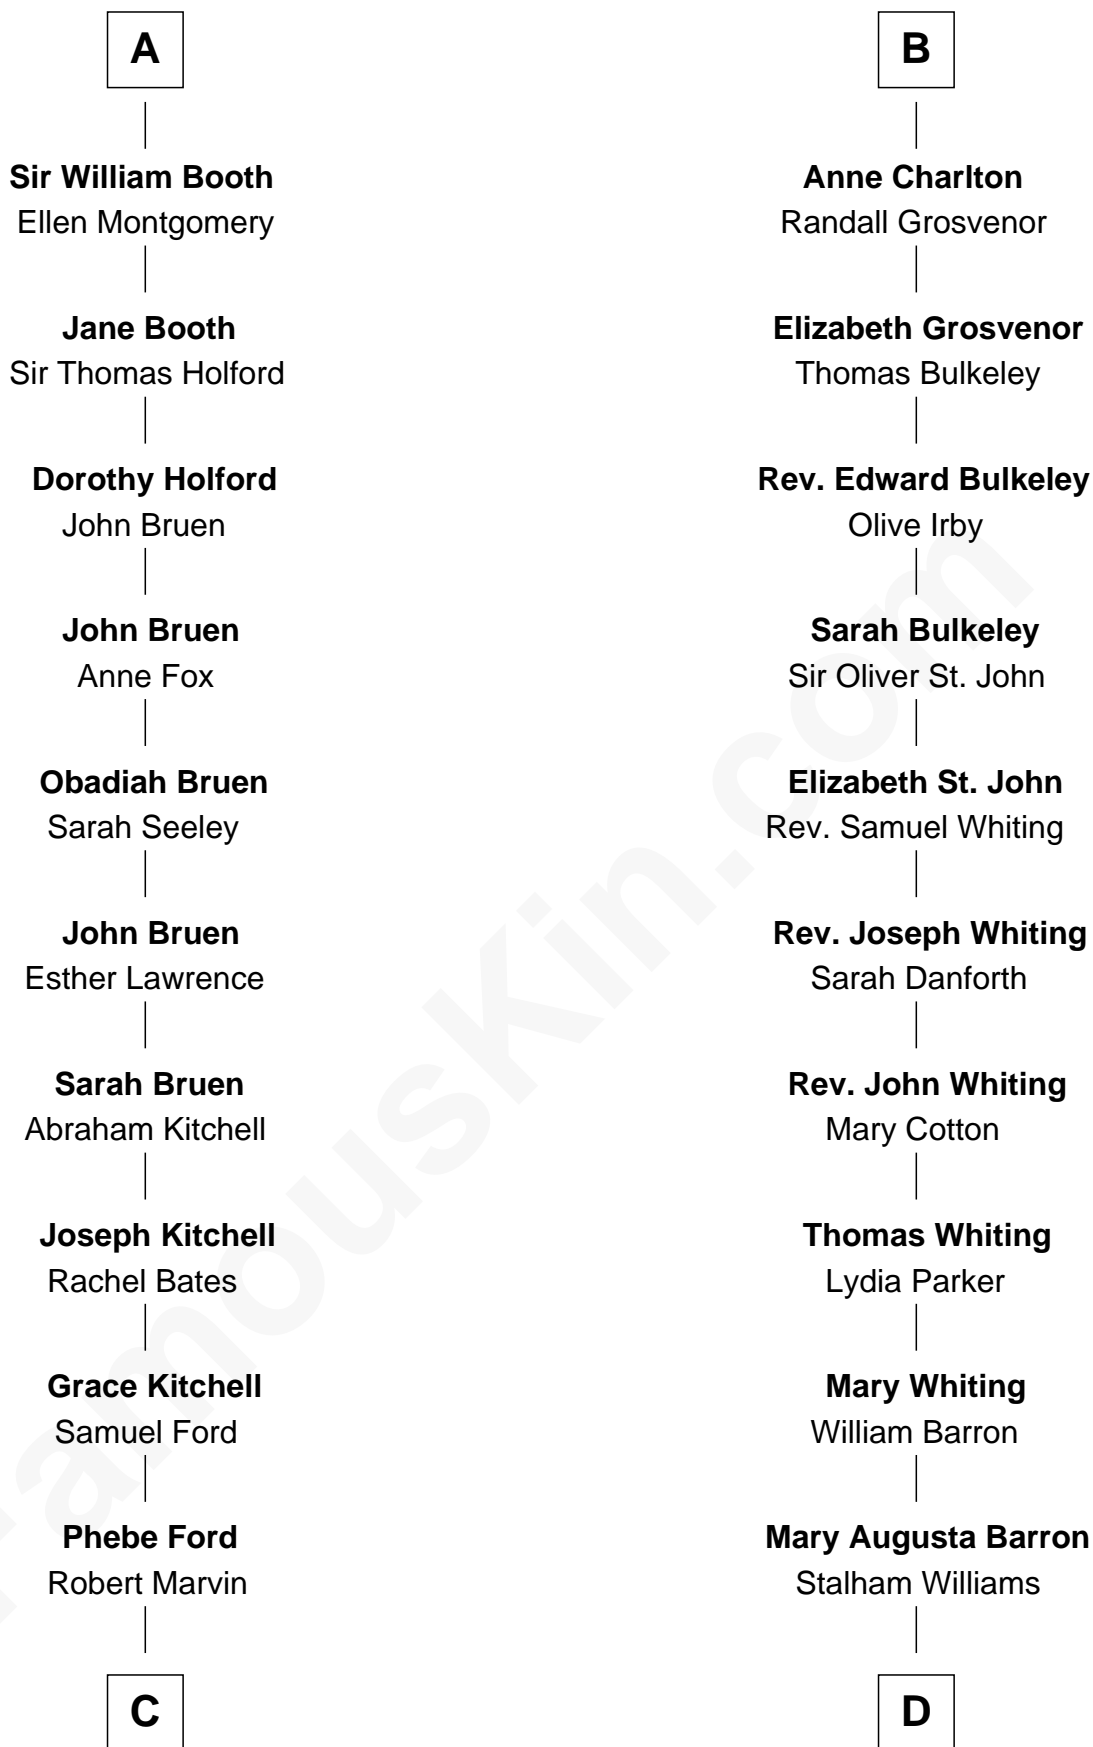 A
Sir William Booth
Ellen Montgomery
Jane Booth
Sir Thomas Holford
Dorothy Holford
John Bruen
John Bruen
Anne Fox
Obadiah Bruen
Sarah Seeley
John Bruen
Esther Lawrence
Sarah Bruen
Abraham Kitchell
Joseph Kitchell
Rachel Bates
Grace Kitchell
Samuel Ford
Phebe Ford
Robert Marvin
C
B
Anne Charlton
Randall Grosvenor
Elizabeth Grosvenor
Thomas Bulkeley
Rev. Edward Bulkeley
Olive Irby
Sarah Bulkeley
Sir Oliver St. John
Elizabeth St. John
Rev. Samuel Whiting
Rev. Joseph Whiting
Sarah Danforth
Rev. John Whiting
Mary Cotton
Thomas Whiting
Lydia Parker
Mary Whiting
William Barron
Mary Augusta Barron
Stalham Williams
D
FamousKin.com